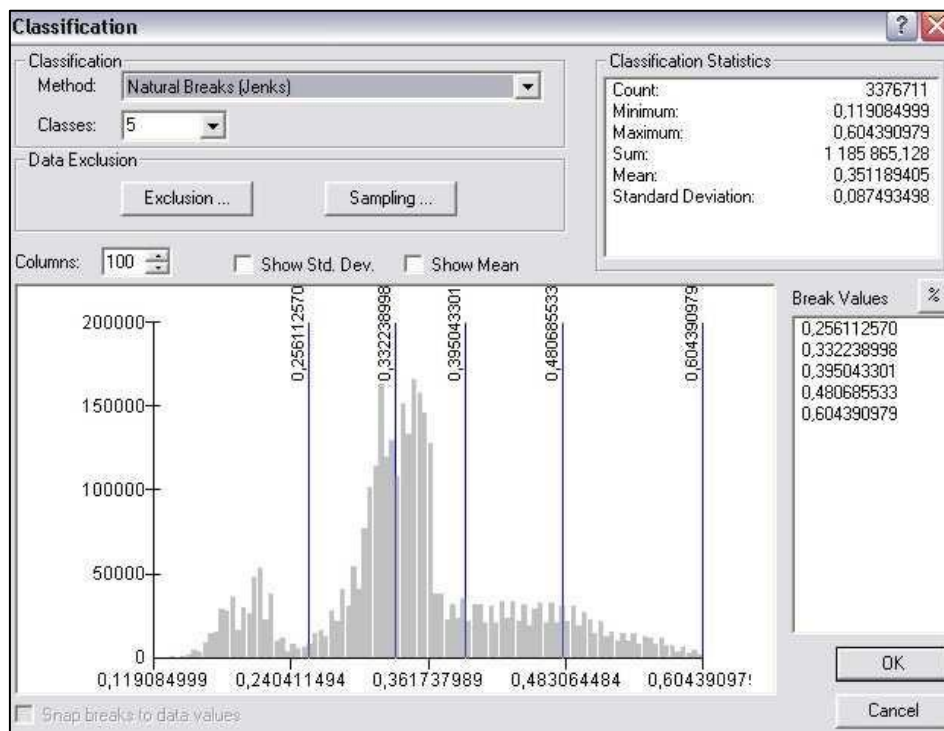 Classification
Classification
Method: Natural Breaks (Jenks)
Classes: 5
Data Exclusion
Exclusion ...
Sampling ...
Classification Statistics
Count: 3376711
Minimum: 0,119084999
Maximum: 0,604390979
Sum: 1 185 865,128
Mean: 0,351189405
Standard Deviation: 0,087493498
Columns: 100
Show Std. Dev.
Show Mean
Break Values
%
0,256112570
0,332238998
0,395043301
0,480685533
0,604390979
0,256112570
0,332238998
0,395043301
0,480685533
0,604390979
200000
150000
100000
50000
0
0,119084999 0,240411494 0,361737989 0,483064484 0,604390979
Snap breaks to data values
OK
Cancel